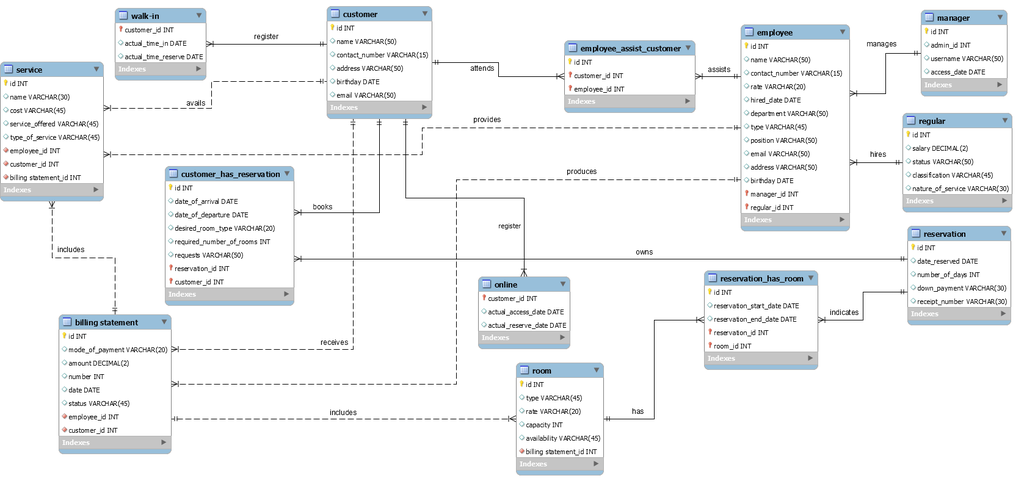 walk-in
customer_id INT
actual_time_in DATE
actual_time_reserve DATE
Indexes
register
customer
id INT
name VARCHAR(50)
contact_number VARCHAR(15)
address VARCHAR(50)
birthday DATE
email VARCHAR(50)
Indexes
attends
employee_assist_customer
id INT
customer_id INT
employee_id INT
Indexes
assists
employee
id INT
name VARCHAR(50)
contact_number VARCHAR(15)
rate VARCHAR(20)
hired_date DATE
department VARCHAR(50)
type VARCHAR(45)
position VARCHAR(50)
email VARCHAR(50)
address VARCHAR(50)
birthday DATE
manager_id INT
regular_id INT
Indexes
manages
manager
id INT
admin_id INT
username VARCHAR(50)
access_date DATE
Indexes
service
id INT
name VARCHAR(30)
cost VARCHAR(45)
service_offered VARCHAR(45)
type_of_service VARCHAR(45)
employee_id INT
customer_id INT
billing statement_id INT
Indexes
avails
provides
produces
hires
regular
id INT
salary DECIMAL(2)
status VARCHAR(50)
classification VARCHAR(45)
nature_of_service VARCHAR(30)
Indexes
customer_has_reservation
id INT
date_of_arrival DATE
date_of_departure DATE
desired_room_type VARCHAR(20)
required_number_of_rooms INT
requests VARCHAR(50)
reservation_id INT
customer_id INT
Indexes
books
register
owns
includes
reservation
id INT
date_reserved DATE
number_of_days INT
down_payment VARCHAR(30)
receipt_number VARCHAR(30)
Indexes
online
customer_id INT
actual_access_date DATE
actual_reserve_date DATE
Indexes
reservation_has_room
id INT
reservation_start_date DATE
reservation_end_date DATE
reservation_id INT
room_id INT
Indexes
indicates
billing statement
id INT
mode_of_payment VARCHAR(20)
amount DECIMAL(2)
number INT
date DATE
status VARCHAR(45)
employee_id INT
customer_id INT
Indexes
receives
includes
room
id INT
type VARCHAR(45)
rate VARCHAR(20)
capacity INT
availability VARCHAR(45)
billing statement_id INT
Indexes
has